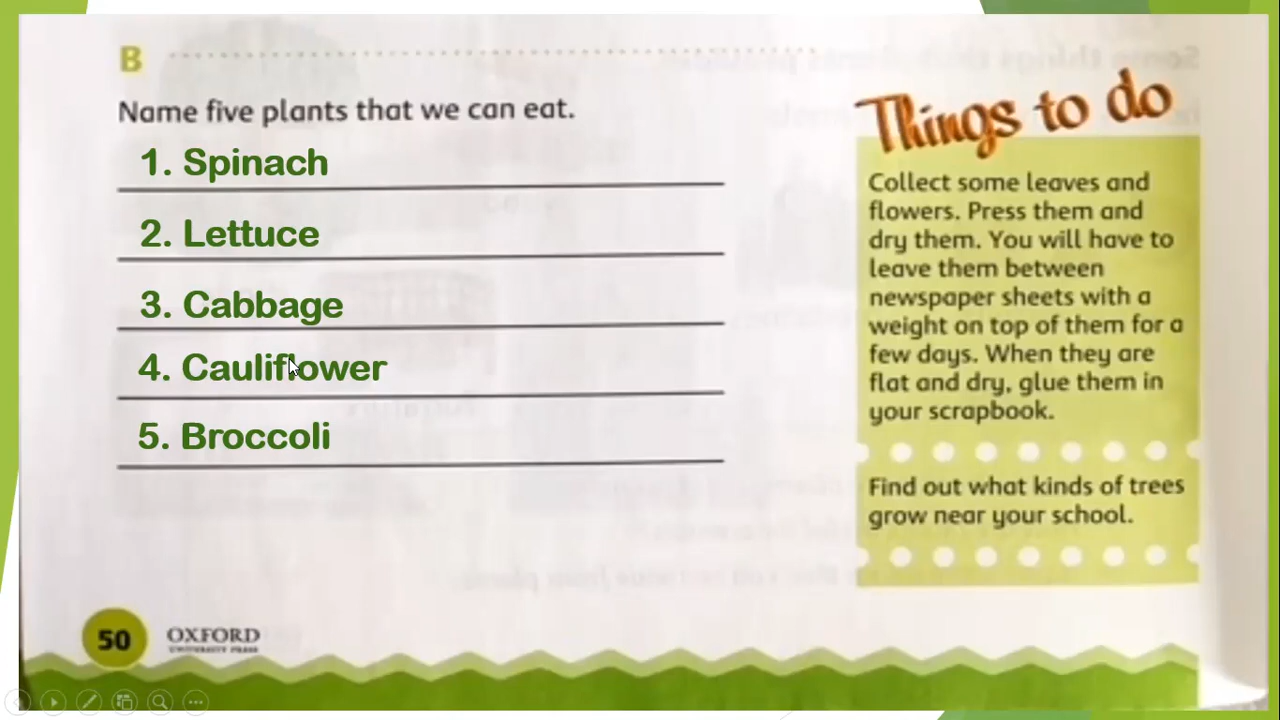 B
Name five plants that we can eat.
1. Spinach
2. Lettuce
3. Cabbage
4. Cauliflower
5. Broccoli
Things to do
Collect some leaves and
flowers. Press them and
dry them. You will have to
leave them between
newspaper sheets with a
weight on top of them for a
few days. When they are
flat and dry, glue them in
your scrapbook.
Find out what kinds of trees
grow near your school.
50
OXFORD
UNIVERSITY PRESS